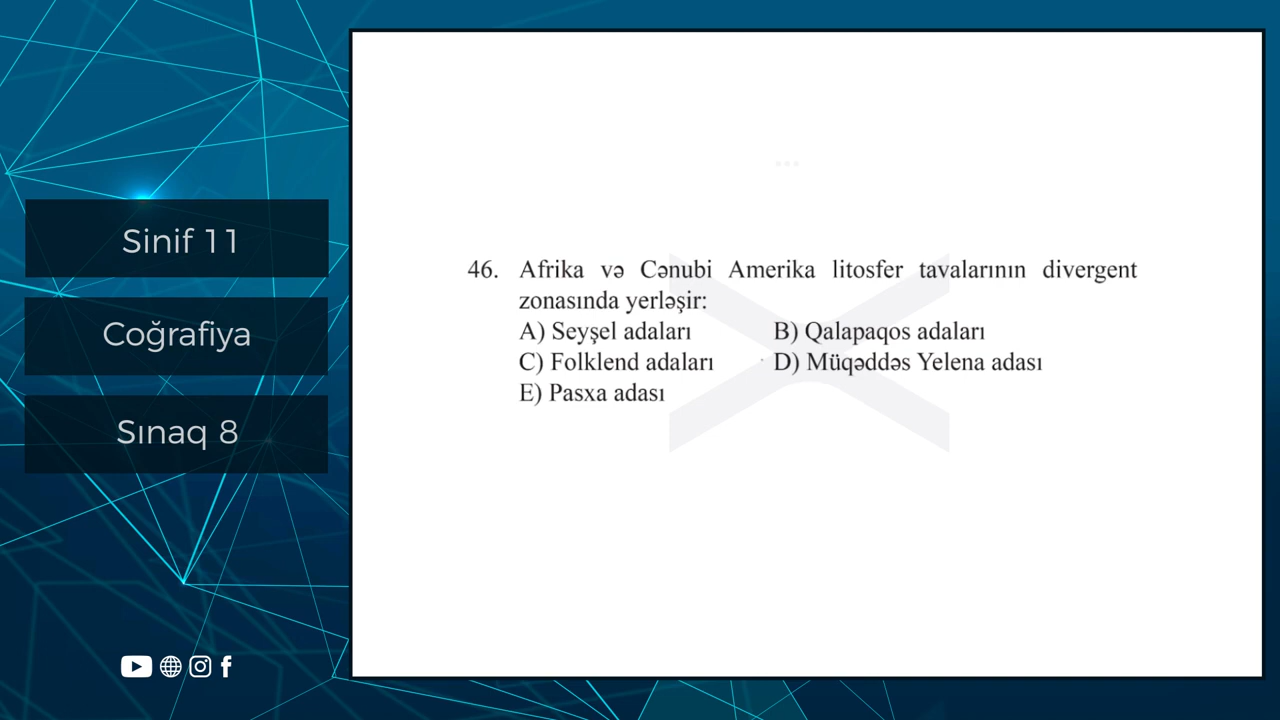 Sinif 11
Coğrafiya
Sınaq 8
46. Afrika və Cənubi Amerika litosfer tavalarının divergent
zonasında yerləşir:
A) Seyşel adaları B) Qalapaqos adaları
C) Folklend adaları D) Müqəddəs Yelena adası
E) Pasxa adası